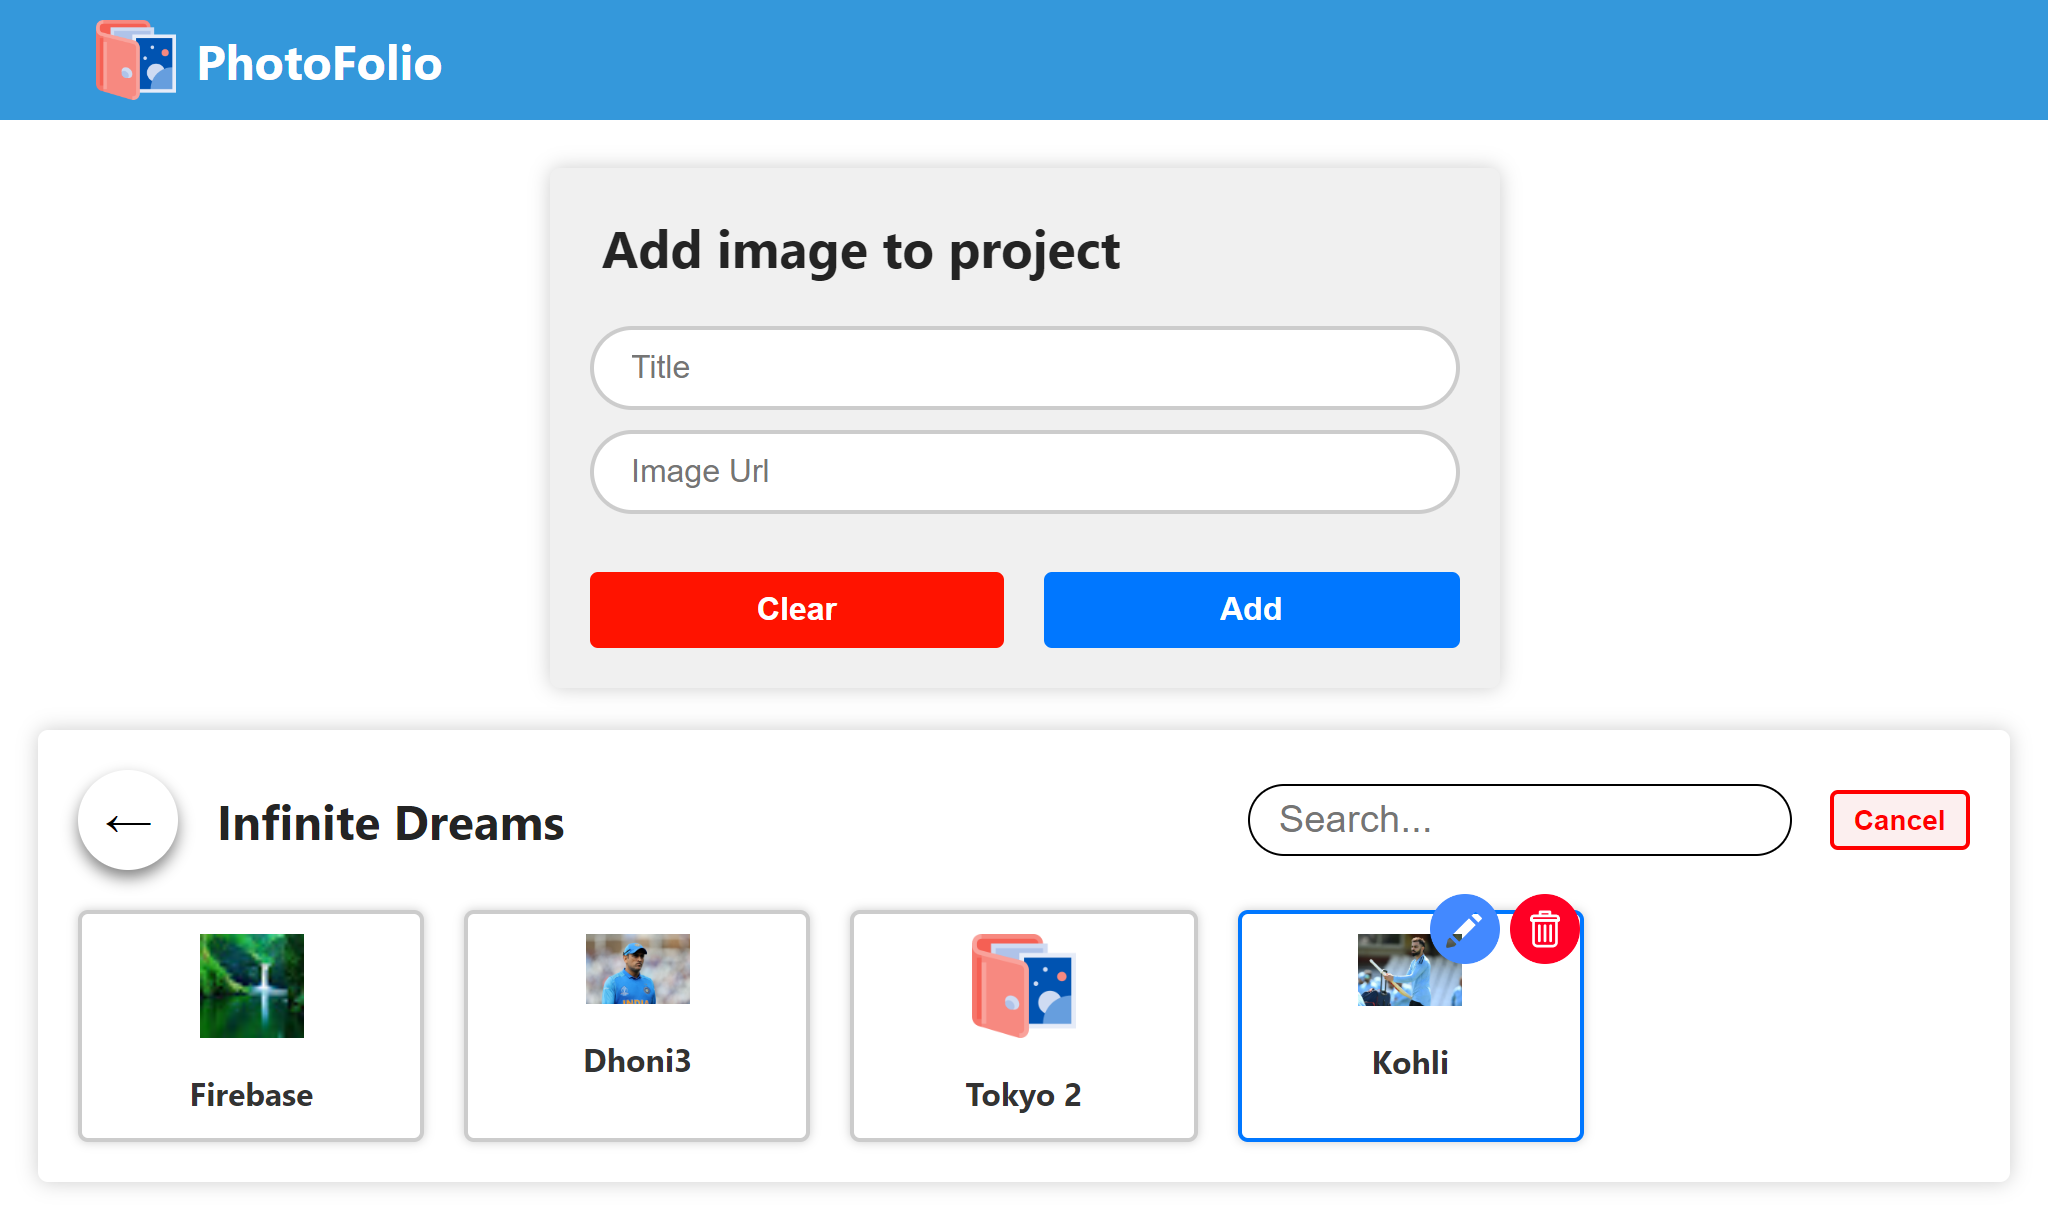 PhotoFolio
Add image to project
Title
Image Url
Clear Add
← Infinite Dreams Search... Cancel
INDIA
Firebase Dhoni3 Tokyo 2 Kohli